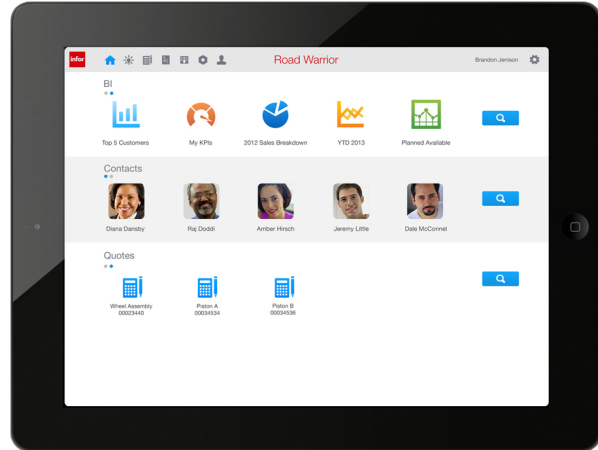 infor
Road Warrior
Brandon Jenison
BI
Top 5 Customers
My KPIs
2012 Sales Breakdown
YTD 2013
Planned Available
Contacts
Diana Dansby
Raj Doddi
Amber Hirsch
Jeremy Little
Dale McConnel
Quotes
Wheel Assembly
00023440
Piston A
00034534
Piston B
00034536